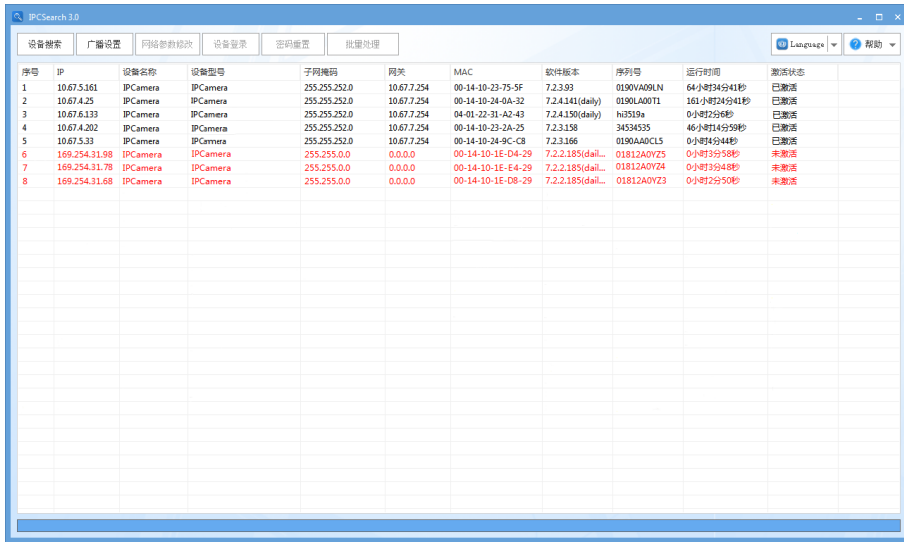 IPCSearch 3.0
设备搜索 广播设置 网络参数修改 设备登录 密码重置 批量处理 Language 帮助
序号 IP 设备名称 设备型号 子网掩码 网关 MAC 软件版本 序列号 运行时间 激活状态
1 10.67.5.161 IPCamera IPCamera 255.255.252.0 10.67.7.254 00-14-10-23-75-5F 7.2.3.93 0190VA09LN 64小时34分41秒 已激活
2 10.67.4.25 IPCamera IPCamera 255.255.252.0 10.67.7.254 00-14-10-24-0A-32 7.2.4.141(daily) 0190LA00T1 161小时24分41秒 已激活
3 10.67.6.133 IPCamera IPCamera 255.255.252.0 10.67.7.254 04-01-22-31-A2-43 7.2.4.150(daily) hi3519a 0小时2分6秒 已激活
4 10.67.4.202 IPCamera IPCamera 255.255.252.0 10.67.7.254 00-14-10-23-2A-25 7.2.3.158 34534535 46小时14分59秒 已激活
5 10.67.5.33 IPCamera IPCamera 255.255.252.0 10.67.7.254 00-14-10-24-9C-C8 7.2.3.166 0190AA0CL5 0小时4分44秒 已激活
6 169.254.31.98 IPCamera IPCamera 255.255.0.0 0.0.0.0 00-14-10-1E-D4-29 7.2.2.185(dail... 01812A0YZ5 0小时3分58秒 未激活
7 169.254.31.78 IPCamera IPCamera 255.255.0.0 0.0.0.0 00-14-10-1E-E4-29 7.2.2.185(dail... 01812A0YZ4 0小时3分48秒 未激活
8 169.254.31.68 IPCamera IPCamera 255.255.0.0 0.0.0.0 00-14-10-1E-D8-29 7.2.2.185(dail... 01812A0YZ3 0小时2分50秒 未激活